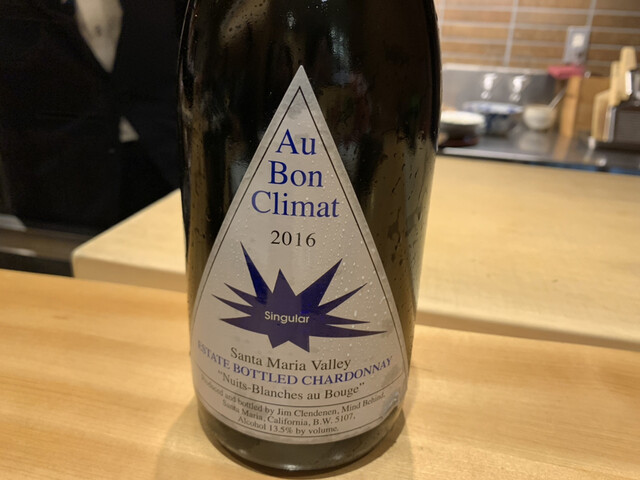 Au
Bon
Climat
2016
Singular
Santa Maria Valley
ESTATE BOTTLED CHARDONNAY
"Nuits-Blanches au Bouge"
Produced and bottled by Jim Clendenen, Mind Behind,
Santa Maria, California, B.W. 5107,
Alcohol 13.5% by volume.